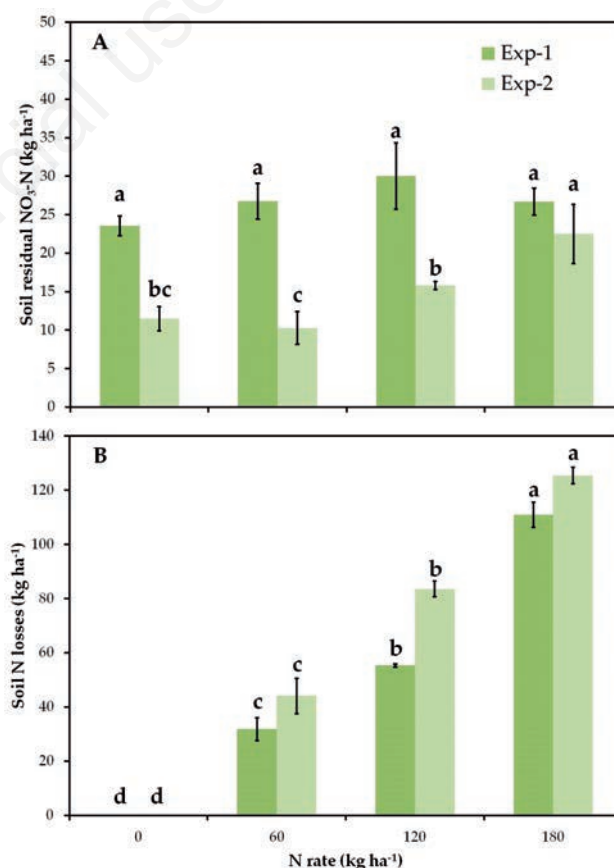 dial use
A
Exp-1
Exp-2
Soil residual NO₃-N (kg ha⁻¹)
50
45
40
35
30
25
20
15
10
5
0
a
bc
a
c
a
b
a
a
B
Soil N losses (kg ha⁻¹)
140
120
100
80
60
40
20
0
d
d
c
c
b
b
a
a
0
60
120
180
N rate (kg ha⁻¹)